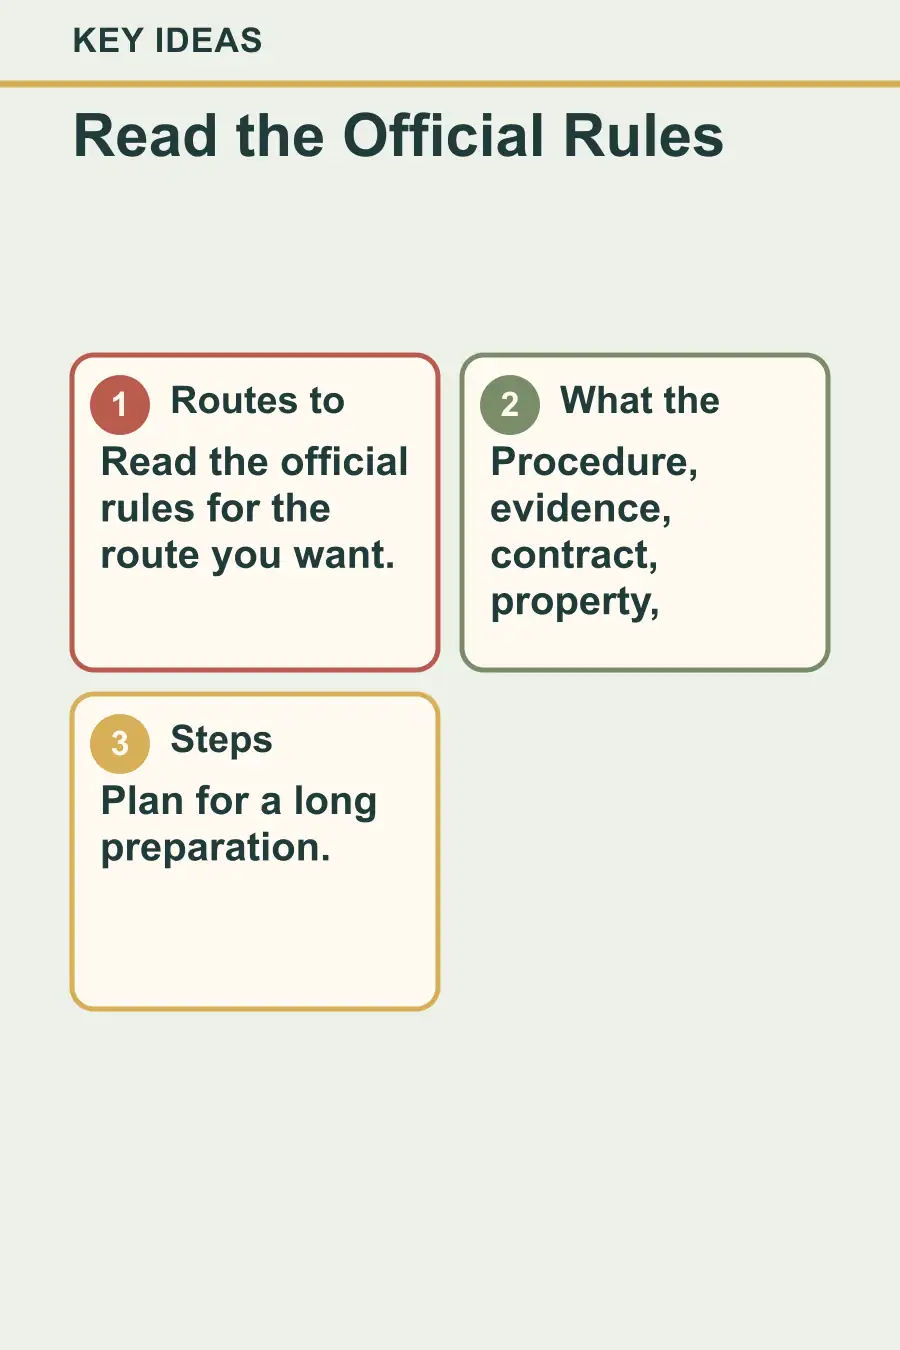 KEY IDEAS
Read the Official Rules
1 Routes to
Read the official
rules for the
route you want.
2 What the
Procedure,
evidence,
contract,
property,
3 Steps
Plan for a long
preparation.